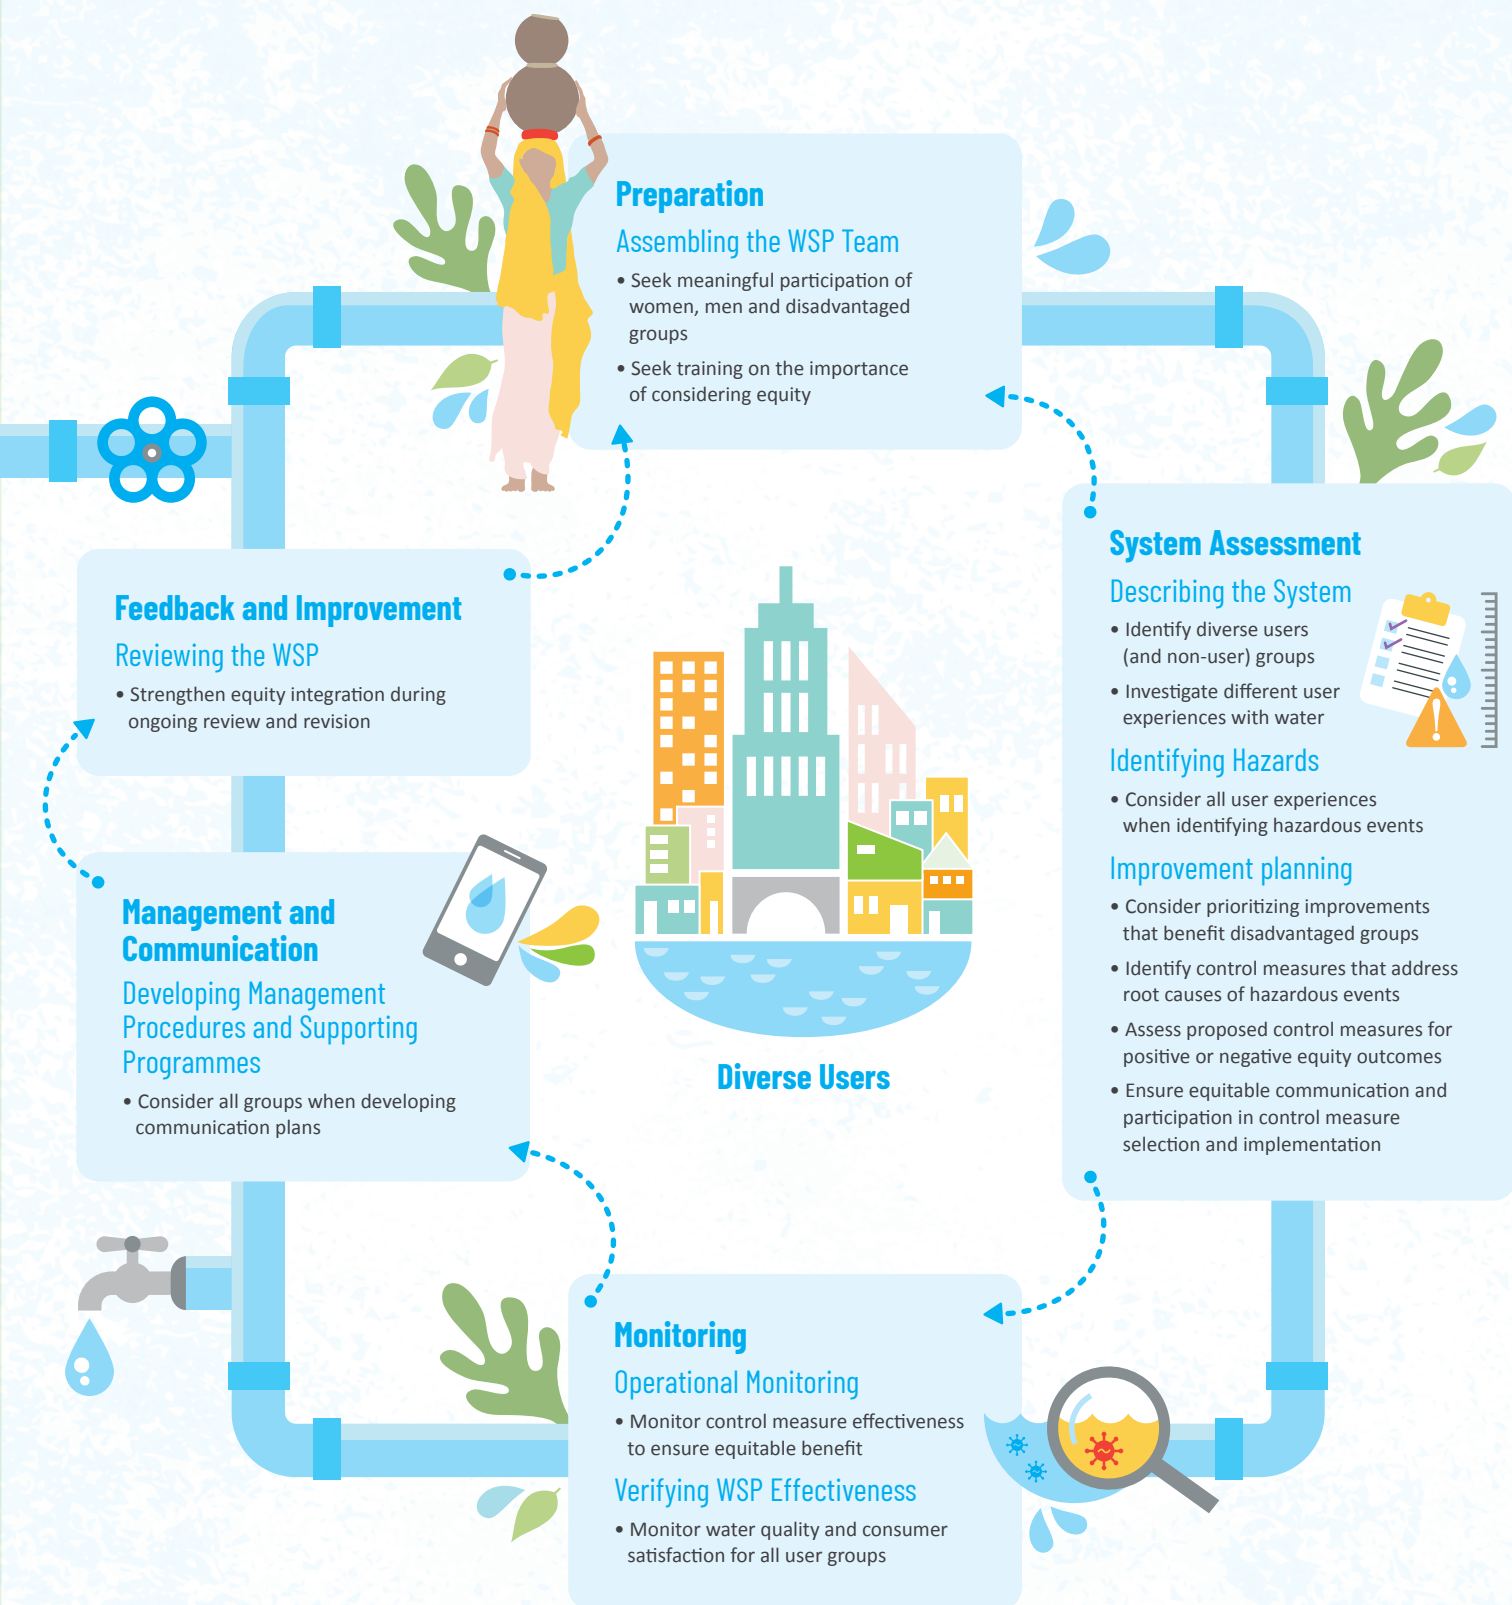 Preparation
Assembling the WSP Team
• Seek meaningful participation of
women, men and disadvantaged
groups
• Seek training on the importance
of considering equity
System Assessment
Describing the System
• Identify diverse users
(and non-user) groups
• Investigate different user
experiences with water
Identifying Hazards
• Consider all user experiences
when identifying hazardous events
Improvement planning
• Consider prioritizing improvements
that benefit disadvantaged groups
• Identify control measures that address
root causes of hazardous events
• Assess proposed control measures for
positive or negative equity outcomes
• Ensure equitable communication and
participation in control measure
selection and implementation
Monitoring
Operational Monitoring
• Monitor control measure effectiveness
to ensure equitable benefit
Verifying WSP Effectiveness
• Monitor water quality and consumer
satisfaction for all user groups
Management and
Communication
Developing Management
Procedures and Supporting
Programmes
• Consider all groups when developing
communication plans
Feedback and Improvement
Reviewing the WSP
• Strengthen equity integration during
ongoing review and revision
Diverse Users